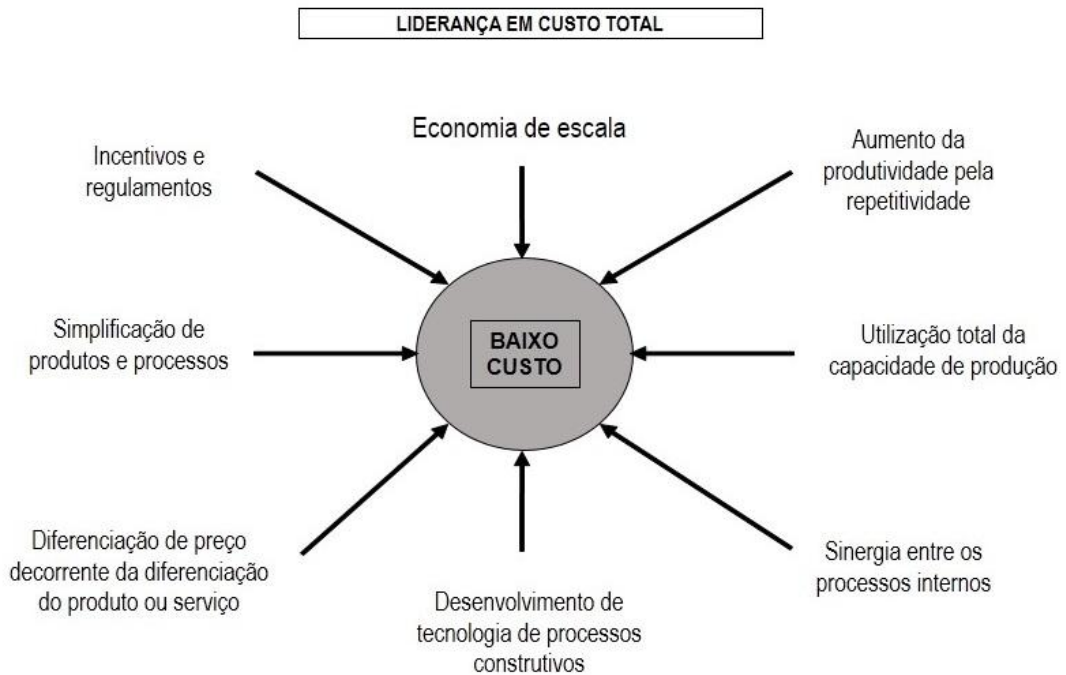 LIDERANÇA EM CUSTO TOTAL
Economia de escala
Incentivos e
regulamentos
Aumento da
produtividade pela
repetitividade
Simplificação de
produtos e processos
BAIXO
CUSTO
Utilização total da
capacidade de produção
Diferenciação de preço
decorrente da diferenciação
do produto ou serviço
Desenvolvimento de
tecnologia de processos
construtivos
Sinergia entre os
processos internos